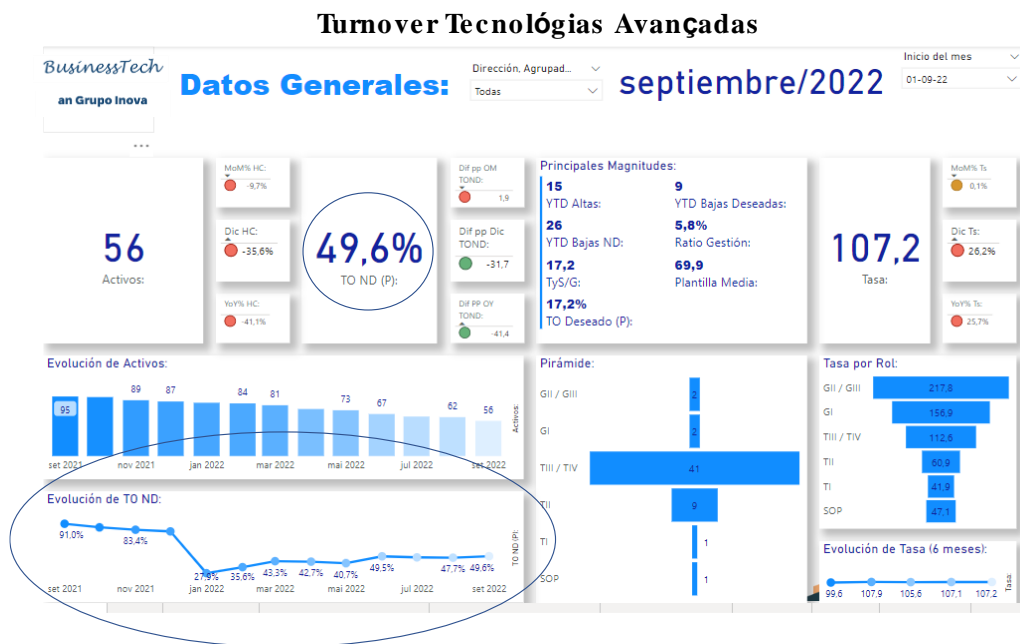 Turnover Tecnológias Avançadas
BusinessTech
an Grupo Inova
Datos Generales:
Dirección, Agrupad...
Todas
septiembre/2022
Inicio del mes
01-09-22
...
56
Activos:
MoM% HC:
-9,7%
Dic HC:
-35,6%
YoY% HC:
-41,1%
49,6%
TO ND (P):
Dif pp OM
TOND:
1,9
Dif pp Dic
TOND:
-31,7
Dif PP OY
TOND:
-41,4
Principales Magnitudes:
15
YTD Altas:
9
YTD Bajas Deseadas:
26
YTD Bajas ND:
5,8%
Ratio Gestión:
17,2
TyS/G:
69,9
Plantilla Media:
17,2%
TO Deseado (P):
107,2
Tasa:
MoM% Ts
0,1%
Dic Ts:
26,2%
YoY% Ts:
25,7%
Evolución de Activos:
95
89
87
84
81
73
67
62
56
Activos:
set 2021
nov 2021
jan 2022
mar 2022
mai 2022
jul 2022
set 2022
Evolución de TO ND:
91,0%
83,4%
27,9%
35,6%
43,3%
42,7%
40,7%
49,5%
47,7%
49,6%
TO ND (P):
set 2021
nov 2021
jan 2022
mar 2022
mai 2022
jul 2022
set 2022
Pirámide:
GII / GIII
2
GI
2
TIII / TIV
41
TII
9
TI
1
SOP
1
Tasa por Rol:
GII / GIII
217,8
GI
156,9
TIII / TIV
112,6
TII
60,9
TI
41,9
SOP
47,1
Evolución de Tasa (6 meses):
99,6
107,9
105,6
107,1
107,2
Tasa: